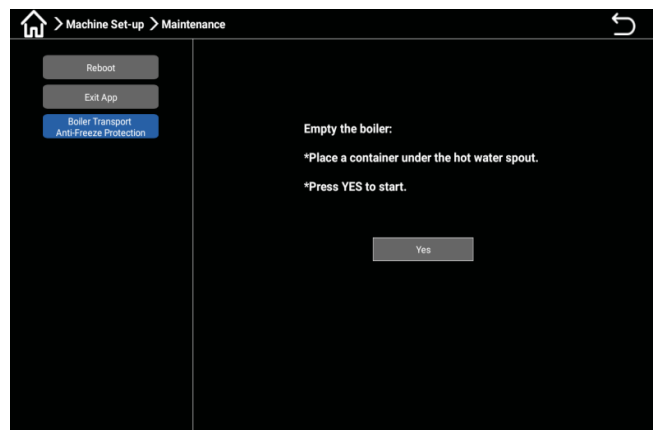 Machine Set-up > Maintenance
Reboot
Exit App
Boiler Transport
Anti-Freeze Protection
Empty the boiler:
*Place a container under the hot water spout.
*Press YES to start.
Yes